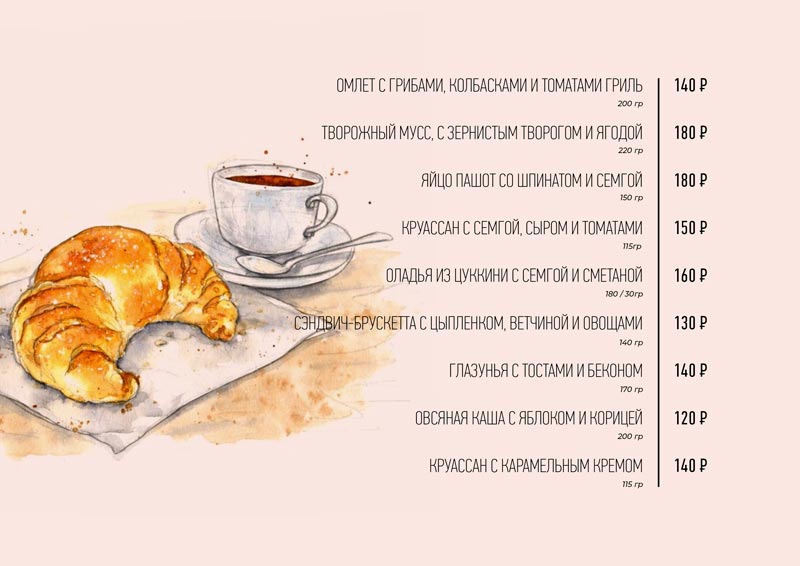 ОМЛЕТ С ГРИБАМИ, КОЛБАСКАМИ И ТОМАТАМИ ГРИЛЬ 140 ₽
200 гр
ТВОРОЖНЫЙ МУСС, С ЗЕРНИСТЫМ ТВОРОГОМ И ЯГОДОЙ 180 ₽
220 гр
ЯЙЦО ПАШОТ СО ШПИНАТОМ И СЕМГОЙ 180 ₽
150 гр
КРУАССАН С СЕМГОЙ, СЫРОМ И ТОМАТАМИ 150 ₽
115гр
ОЛАДЬЯ ИЗ ЦУККИНИ С СЕМГОЙ И СМЕТАНОЙ 160 ₽
180 / 30гр
СЭНДВИЧ-БРУСКЕТТА С ЦЫПЛЕНКОМ, ВЕТЧИНОЙ И ОВОЩАМИ 130 ₽
140 гр
ГЛАЗУНЬЯ С ТОСТАМИ И БЕКОНОМ 140 ₽
170 гр
ОВСЯНАЯ КАША С ЯБЛОКОМ И КОРИЦЕЙ 120 ₽
200 гр
КРУАССАН С КАРАМЕЛЬНЫМ КРЕМОМ 140 ₽
115 гр